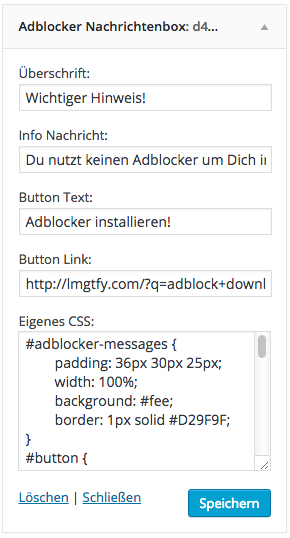 Adblocker Nachrichtenbox: d4...
Überschrift:
Wichtiger Hinweis!
Info Nachricht:
Du nutzt keinen Adblocker um Dich
Button Text:
Adblocker installieren!
Button Link:
http://lmgtfy.com/?q=adblock+downl
Eigenes CSS:
#adblocker-messages {
padding: 36px 30px 25px;
width: 100%;
background: #fee;
border: 1px solid #D29F9F;
}
#button {
Löschen | Schließen
Speichern